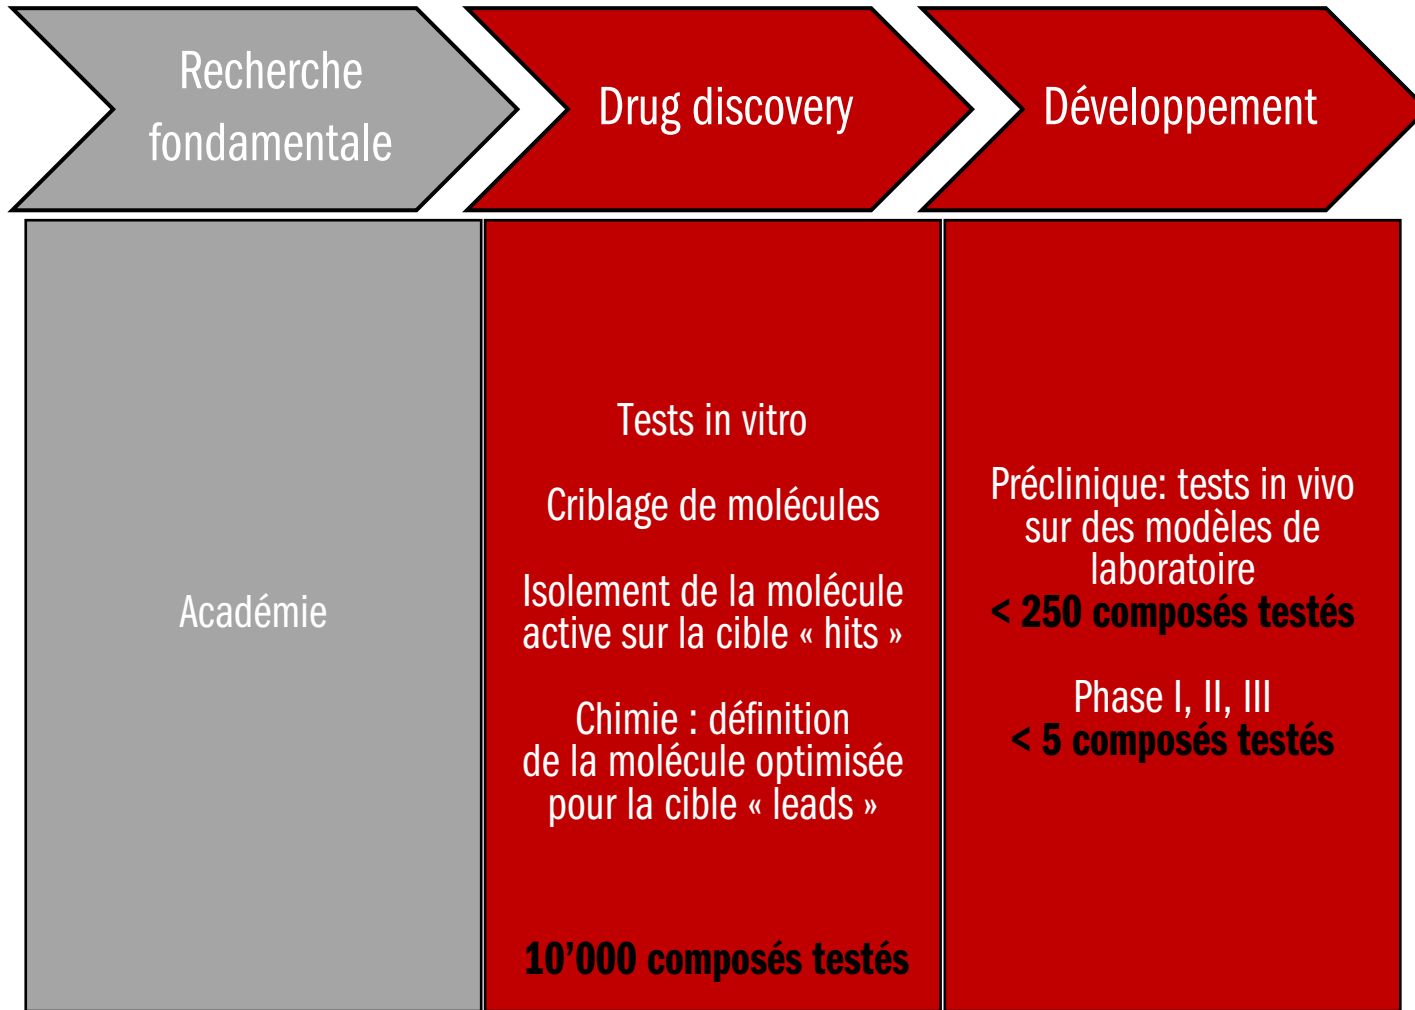 Recherche
fondamentale
Drug discovery
Développement
Académie
Tests in vitro
Criblage de molécules
Isolement de la molécule
active sur la cible « hits »
Chimie : définition
de la molécule optimisée
pour la cible « leads »
10’000 composés testés
Préclinique: tests in vivo
sur des modèles de
laboratoire
< 250 composés testés
Phase I, II, III
< 5 composés testés